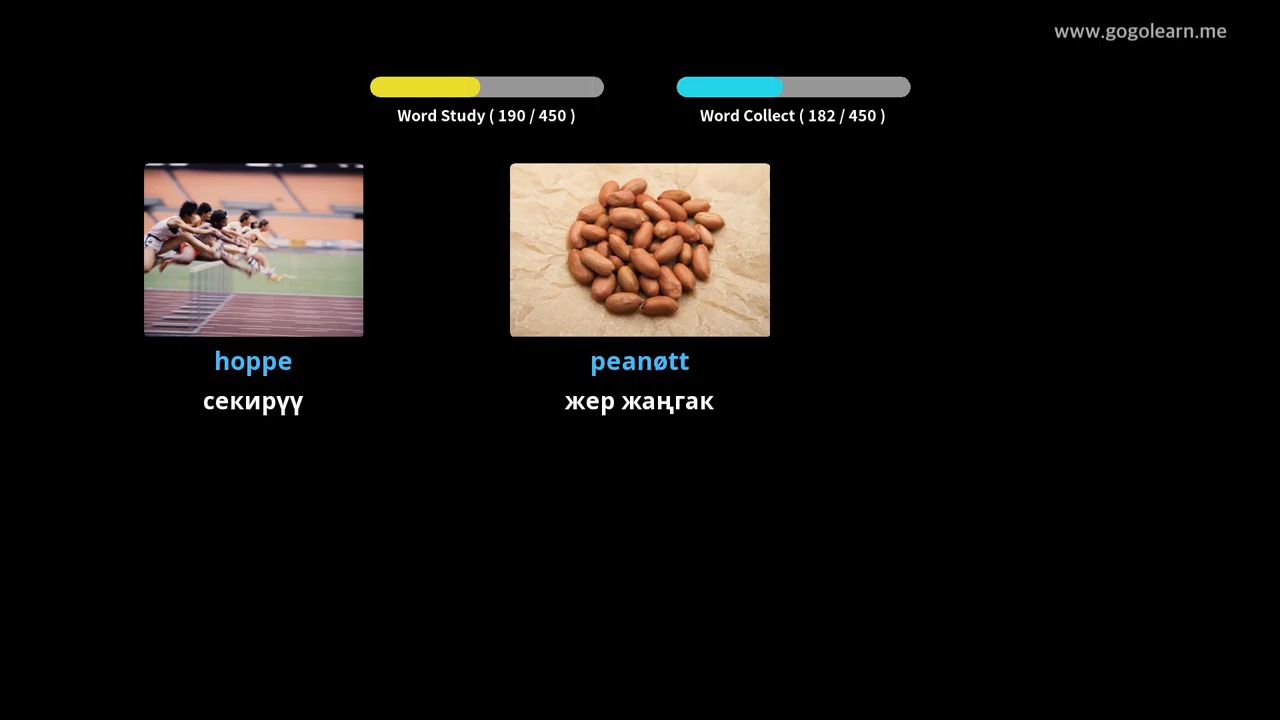 www.gogolearn.me
Word Study ( 190 / 450 )
Word Collect ( 182 / 450 )
hoppe
секирүү
peanøtt
жер жаңгак